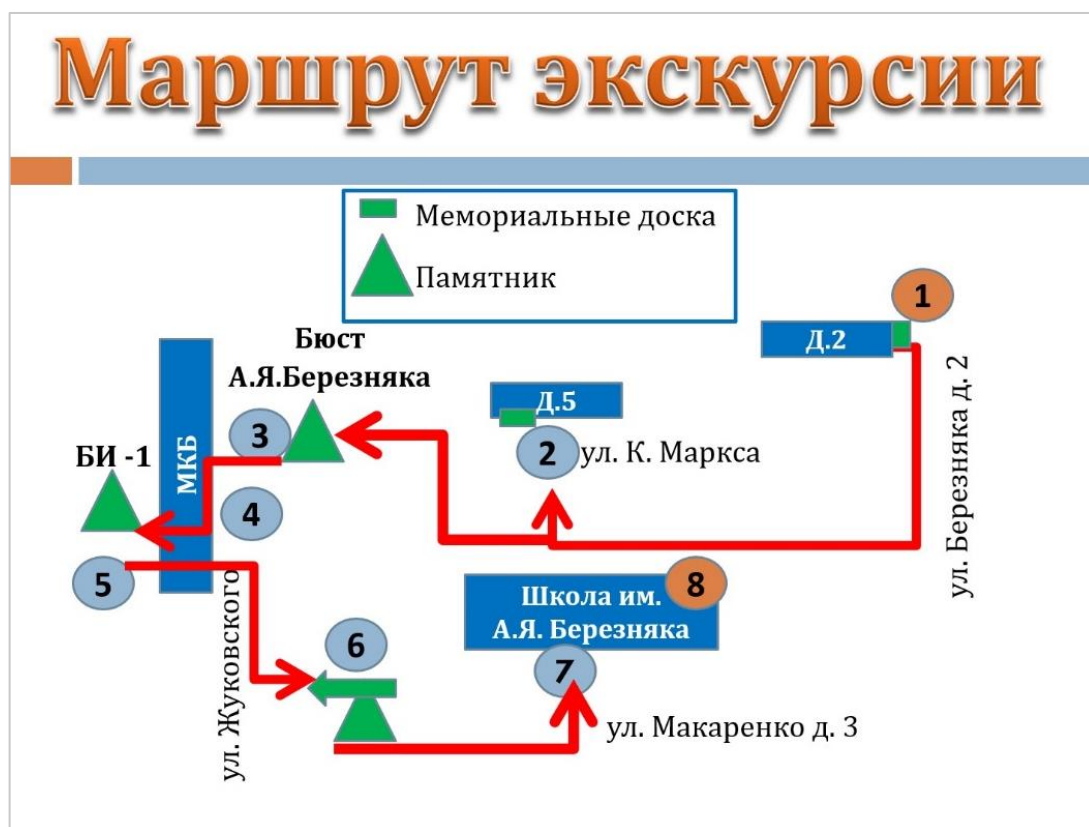 Маршрут экскурсии
Мемориальные доска
Памятник
1
Д.2
ул. Березняка д. 2
Д.5
2
ул. К. Маркса
Бюст
А.Я.Березняка
3
МКБ
4
БИ -1
5
ул. Жуковского
6
Школа им.
А.Я. Березняка
8
7
ул. Макаренко д. 3